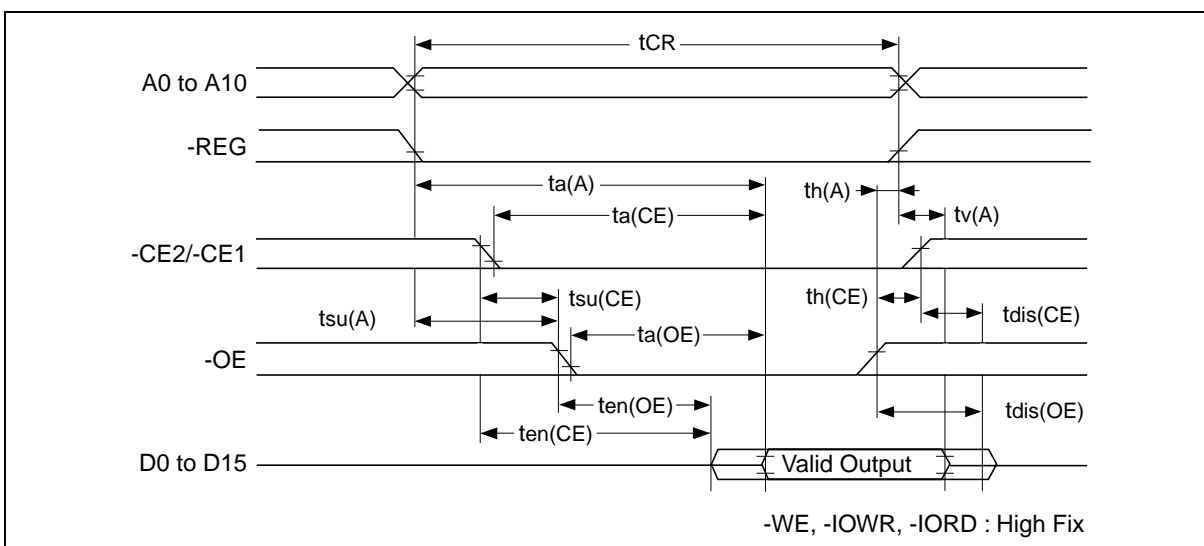 tCR
A0 to A10
-REG
ta(A)
th(A)
ta(CE)
tv(A)
-CE2/-CE1
tsu(CE)
th(CE)
tsu(A)
tdis(CE)
ta(OE)
-OE
ten(OE)
tdis(OE)
ten(CE)
D0 to D15
Valid Output
-WE, -IOWR, -IORD : High Fix